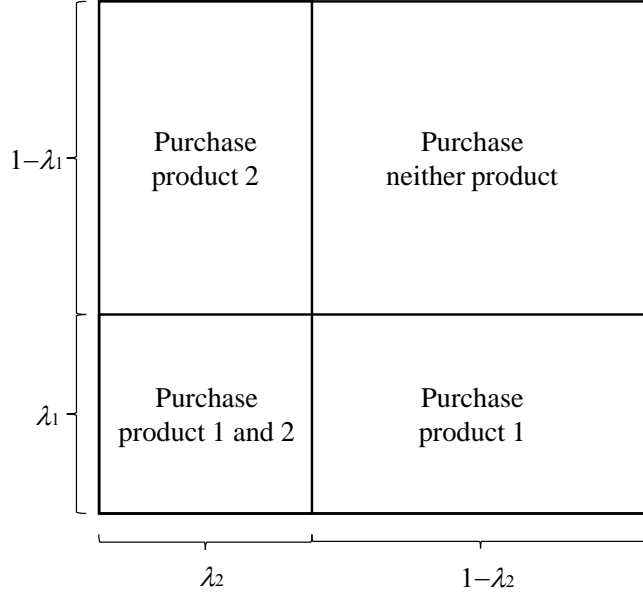 Purchase
product 2
Purchase
neither product
1−λ₁
Purchase
product 1 and 2
Purchase
product 1
λ₁
λ₂
1−λ₂